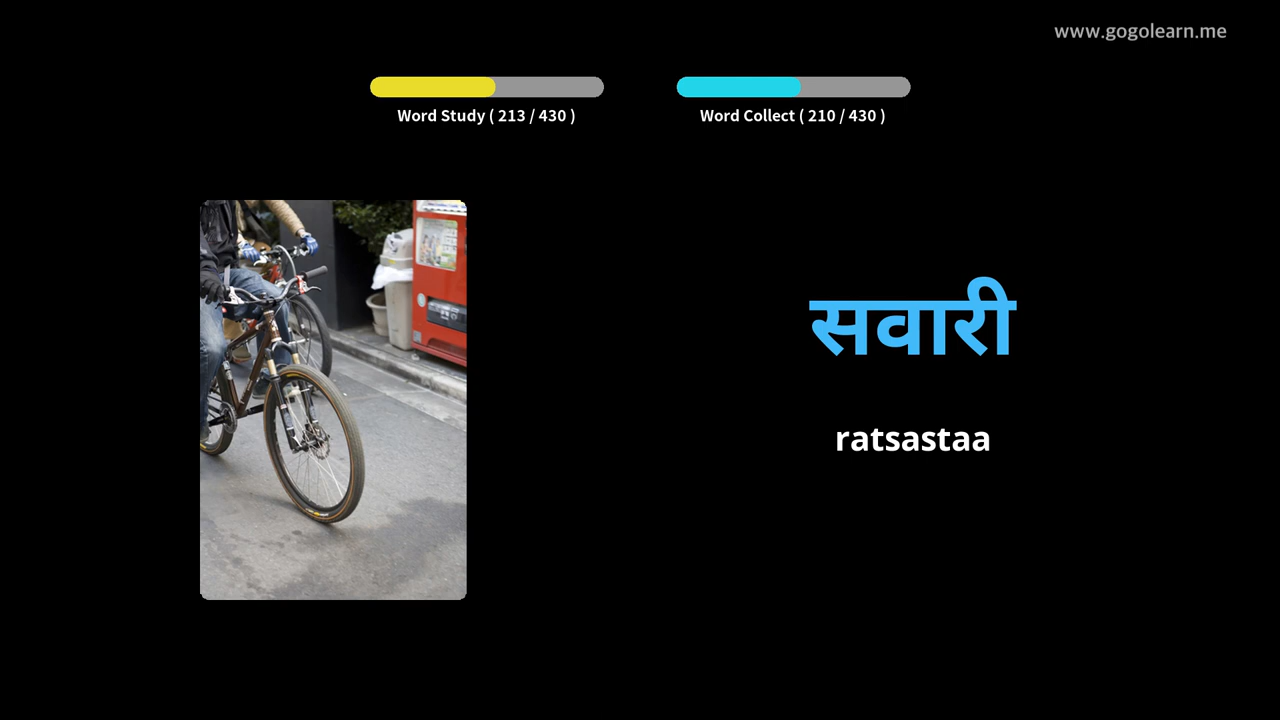 www.gogolearn.me
Word Study ( 213 / 430 )
Word Collect ( 210 / 430 )
सवारी
ratsastaa